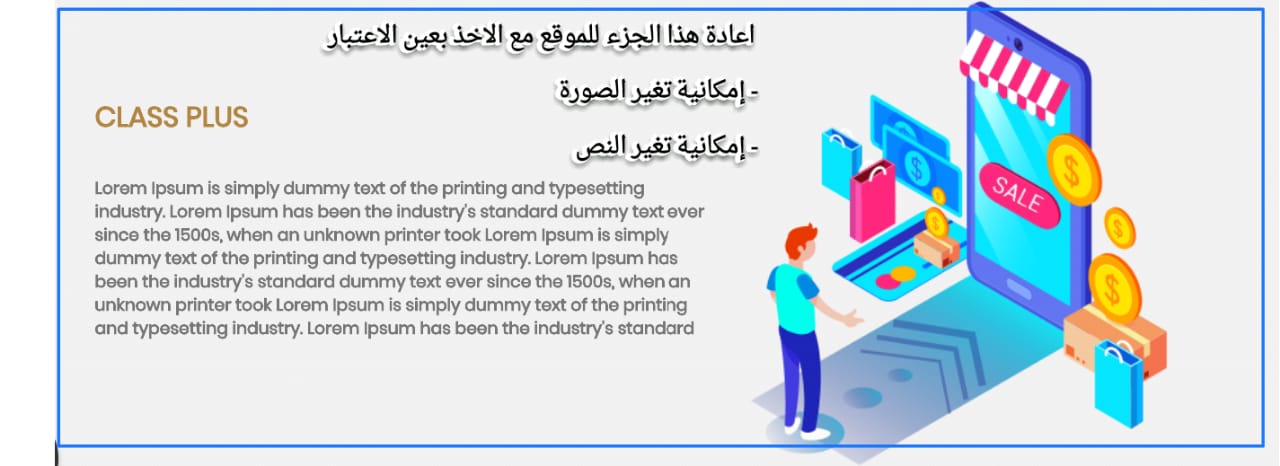 اعادة هذا الجزء للموقع مع الاخذ بعين الاعتبار
- إمكانية تغير الصورة
CLASS PLUS
- إمكانية تغير النص
Lorem Ipsum is simply dummy text of the printing and typesetting
industry. Lorem Ipsum has been the industry's standard dummy text ever
since the 1500s, when an unknown printer took Lorem Ipsum is simply
dummy text of the printing and typesetting industry. Lorem Ipsum has
been the industry's standard dummy text ever since the 1500s, when an
unknown printer took Lorem Ipsum is simply dummy text of the printing
and typesetting industry. Lorem Ipsum has been the industry's standard
SALE